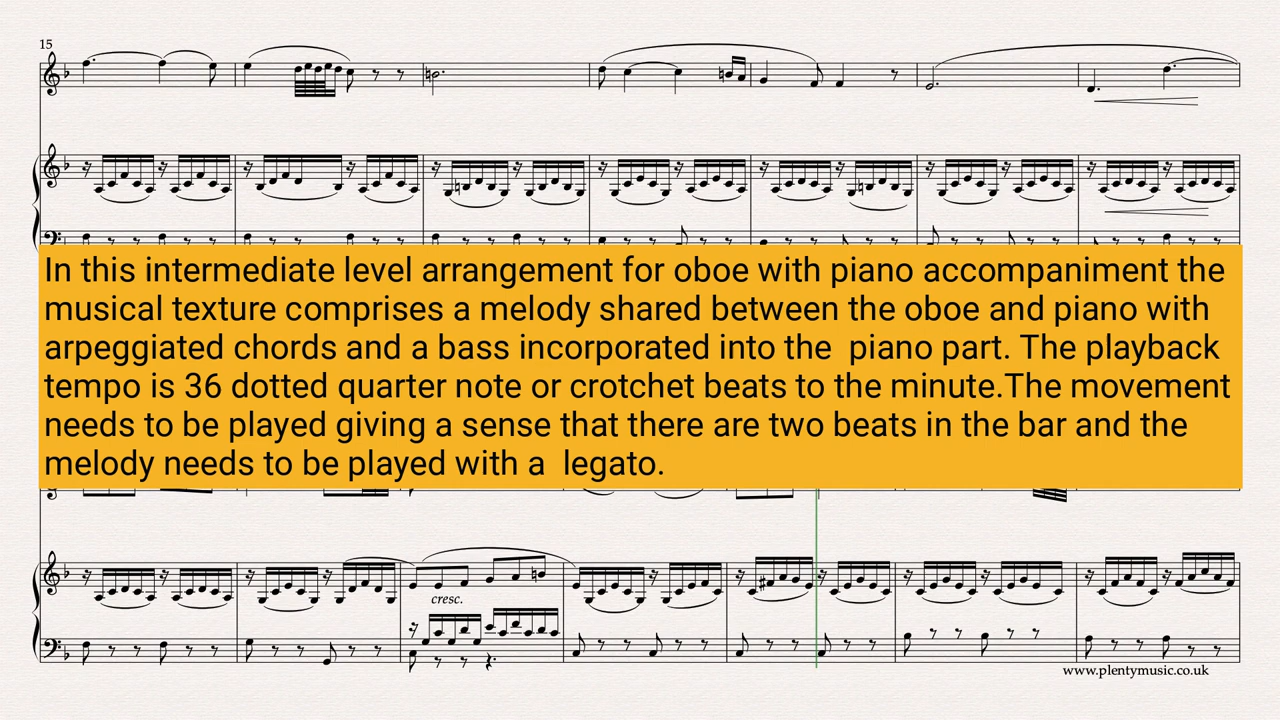 15
In this intermediate level arrangement for oboe with piano accompaniment the
musical texture comprises a melody shared between the oboe and piano with
arpeggiated chords and a bass incorporated into the  piano part. The playback
tempo is 36 dotted quarter note or crotchet beats to the minute.The movement
needs to be played giving a sense that there are two beats in the bar and the
melody needs to be played with a  legato.
cresc.
www.plentymusic.co.uk